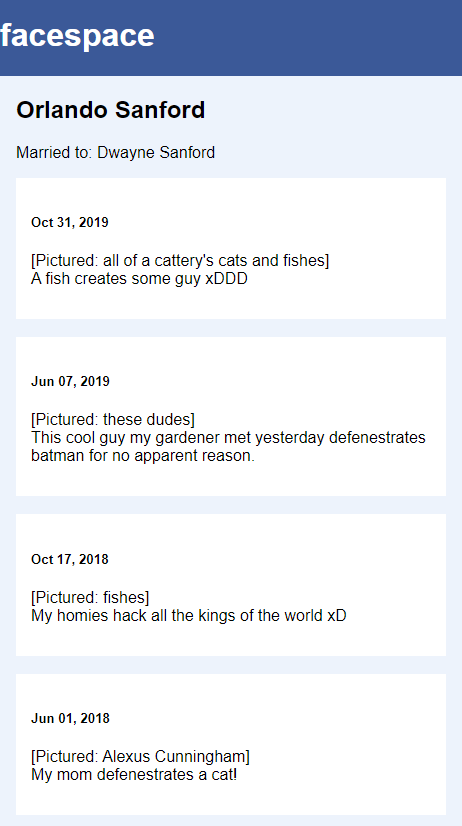 facespace
Orlando Sanford
Married to: Dwayne Sanford
Oct 31, 2019
[Pictured: all of a cattery's cats and fishes]
A fish creates some guy xDDD
Jun 07, 2019
[Pictured: these dudes]
This cool guy my gardener met yesterday defenestrates
batman for no apparent reason.
Oct 17, 2018
[Pictured: fishes]
My homies hack all the kings of the world xD
Jun 01, 2018
[Pictured: Alexus Cunningham]
My mom defenestrates a cat!